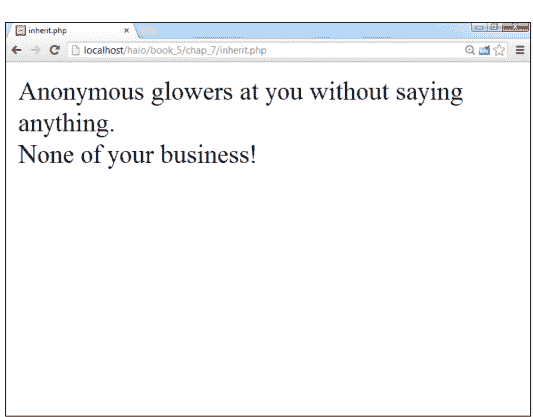 inherit.php
localhost/haio/book_5/chap_7/inherit.php
Anonymous glowers at you without saying
anything.
None of your business!